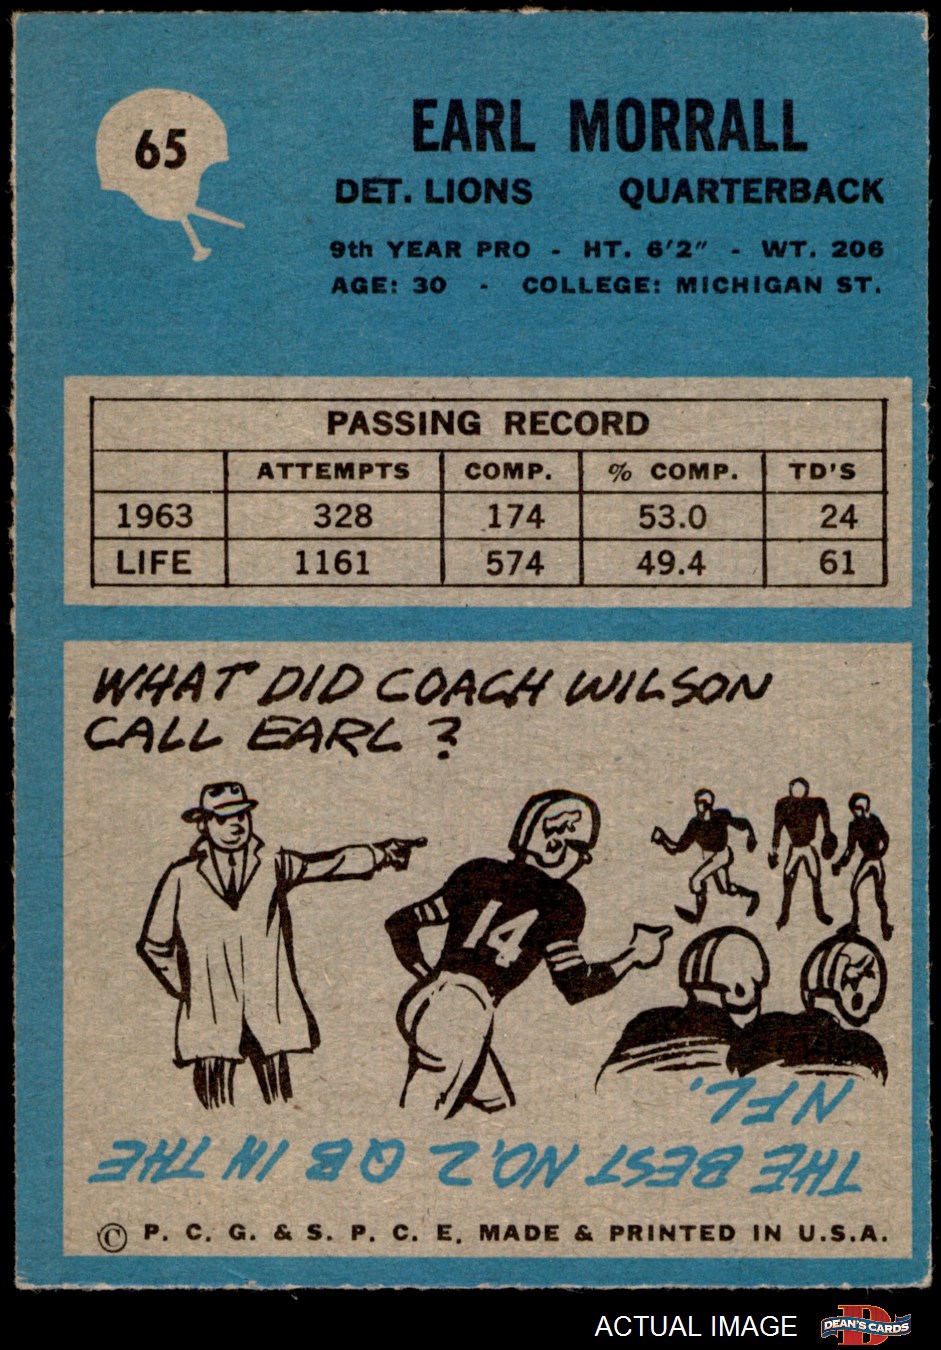 65
EARL MORRALL
DET. LIONS QUARTERBACK
9th YEAR PRO - HT. 6'2" - WT. 206
AGE: 30 - COLLEGE: MICHIGAN ST.
PASSING RECORD
ATTEMPTS COMP. % COMP. TD'S
1963 328 174 53.0 24
LIFE 1161 574 49.4 61
WHAT DID COACH WILSON
CALL EARL?
14
THE BEST NO. 2 QB IN THE
NFL.
© P. C. G. & S. P. C. E. MADE & PRINTED IN U.S.A.
ACTUAL IMAGE
D
DEAN'S CARDS